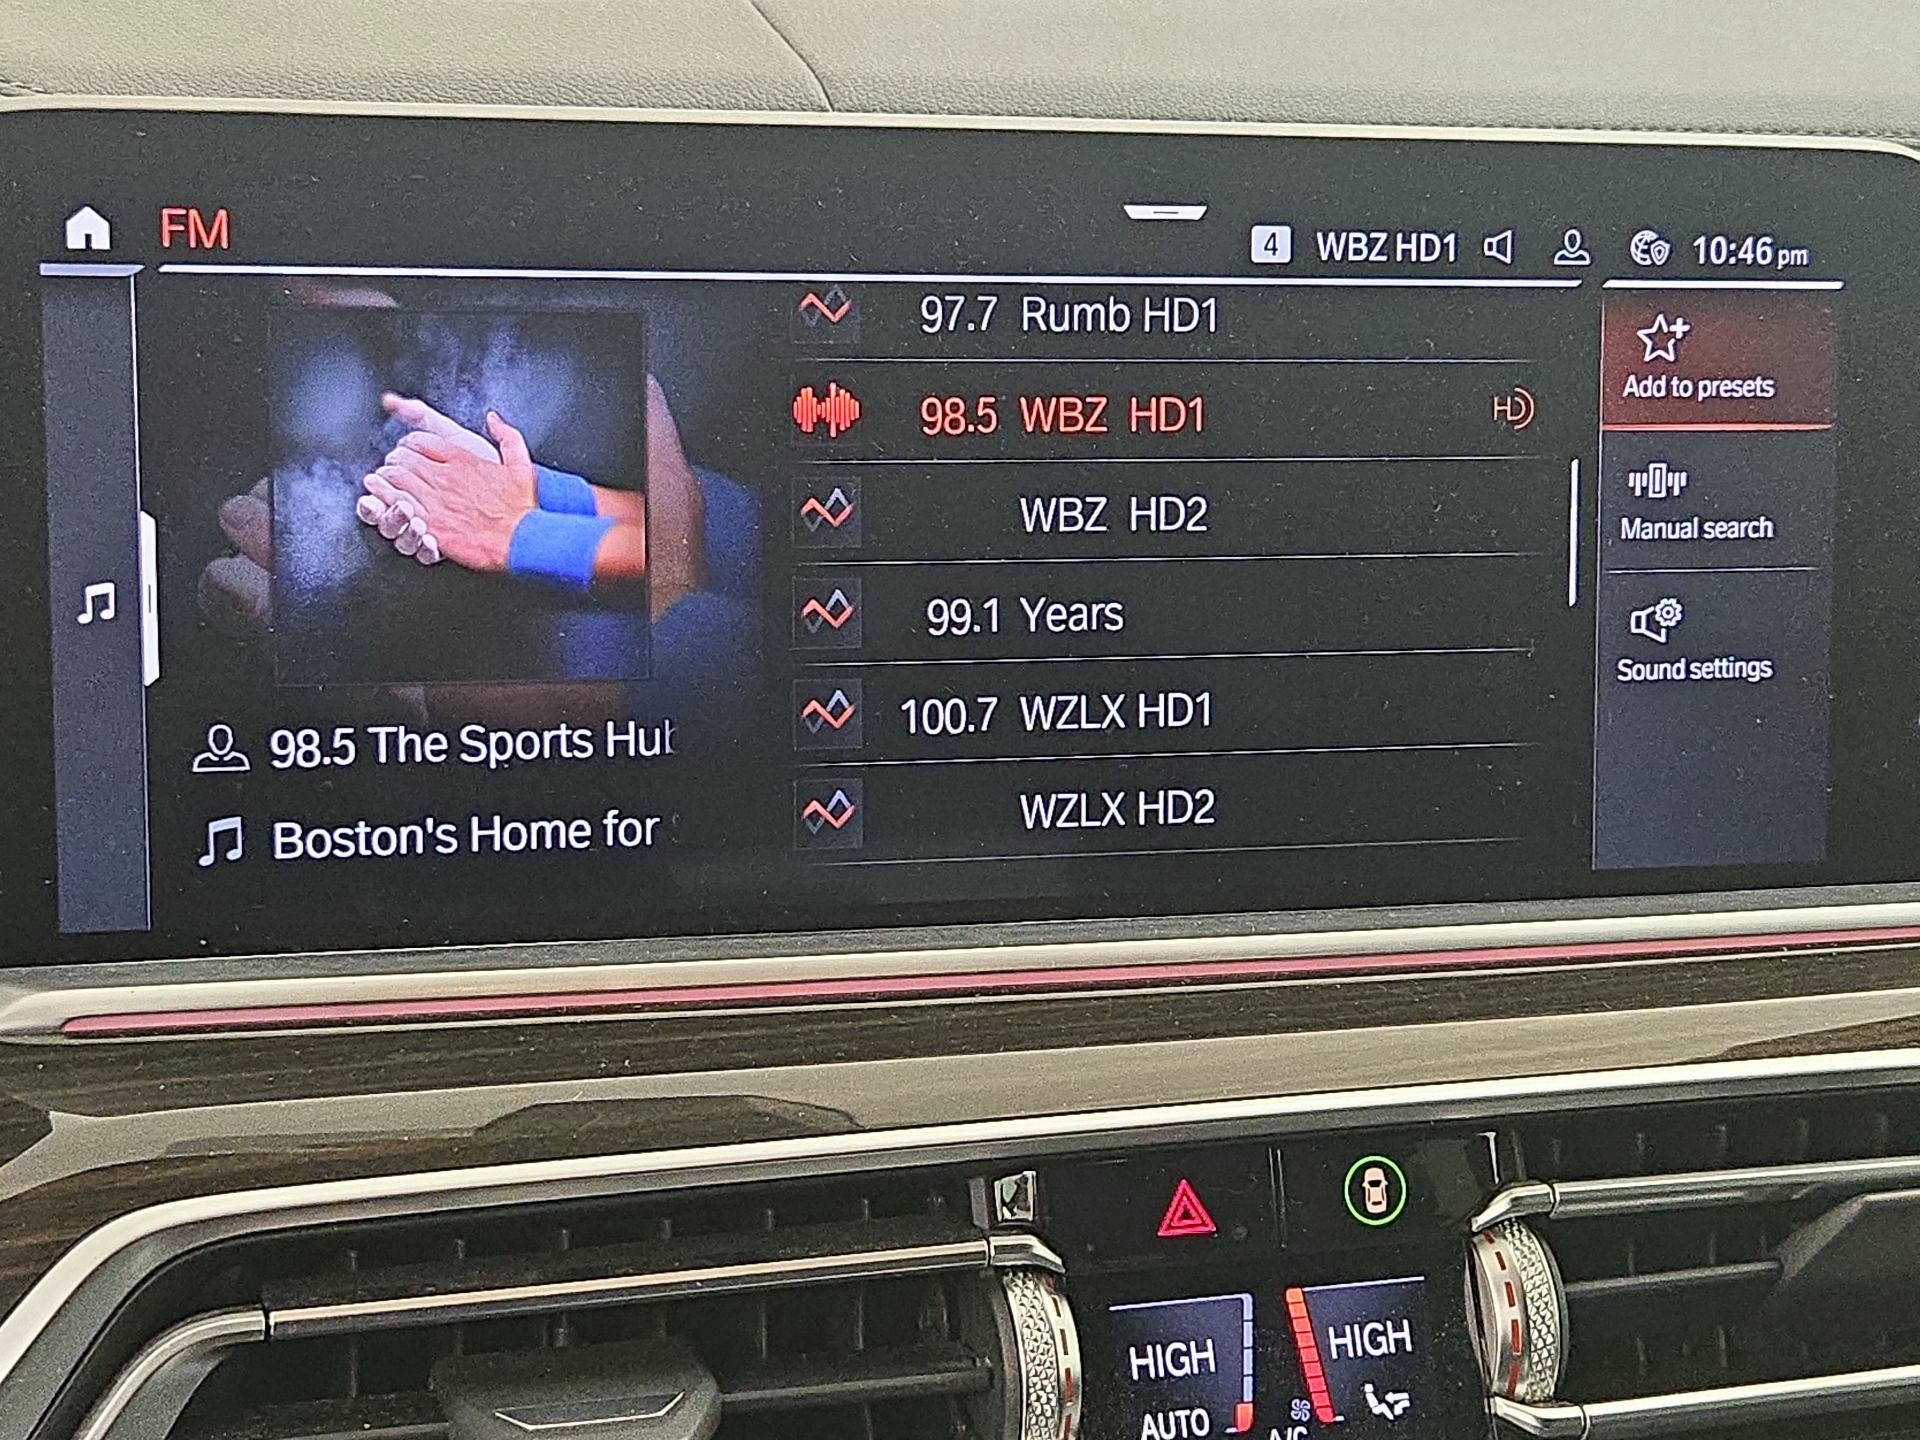 FM
4 WBZ HD1
10:46 pm
97.7 Rumb HD1
98.5 WBZ HD1
HD
WBZ HD2
99.1 Years
100.7 WZLX HD1
WZLX HD2
98.5 The Sports Hub
Boston's Home for
Add to presets
Manual search
Sound settings
HIGH
HIGH
AUTO
A/C